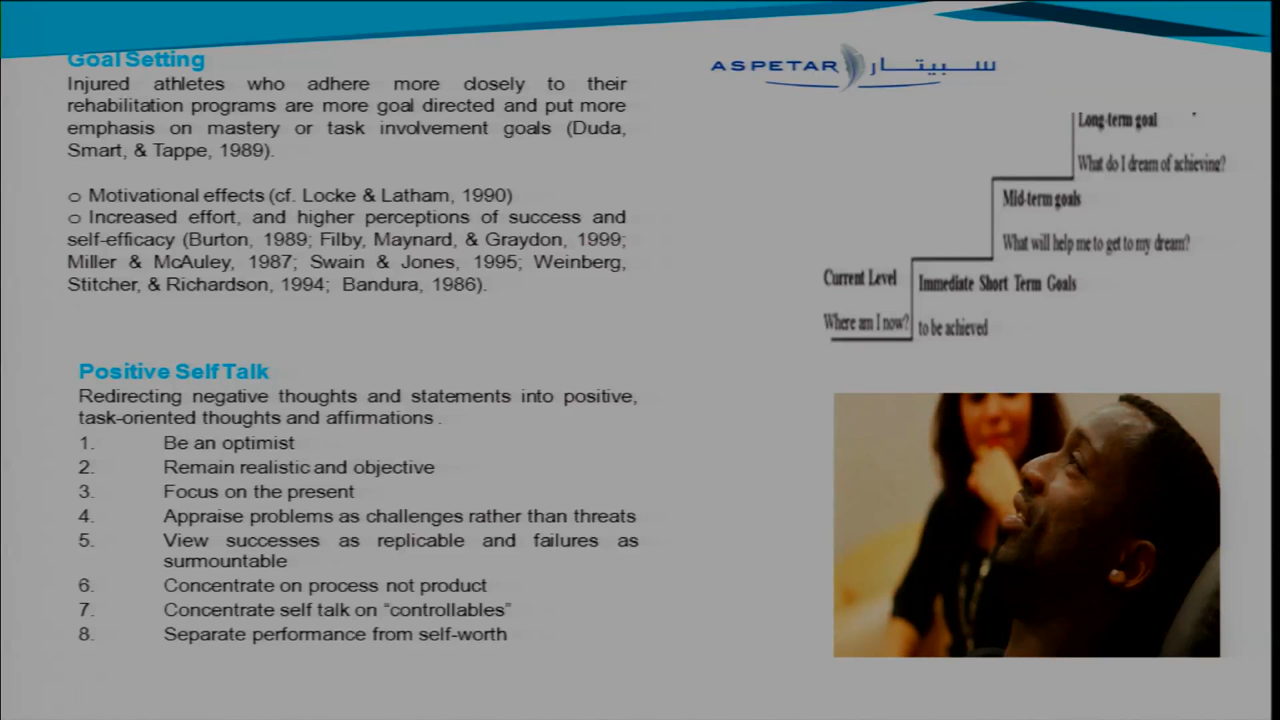 Goal Setting
Injured athletes who adhere more closely to their
rehabilitation programs are more goal directed and put more
emphasis on mastery or task involvement goals (Duda,
Smart, & Tappe, 1989).
o Motivational effects (cf. Locke & Latham, 1990)
o Increased effort, and higher perceptions of success and
self-efficacy (Burton, 1989; Filby, Maynard, & Graydon, 1999;
Miller & McAuley, 1987; Swain & Jones, 1995; Weinberg,
Stitcher, & Richardson, 1994; Bandura, 1986).
Positive Self Talk
Redirecting negative thoughts and statements into positive,
task-oriented thoughts and affirmations .
1. Be an optimist
2. Remain realistic and objective
3. Focus on the present
4. Appraise problems as challenges rather than threats
5. View successes as replicable and failures as
surmountable
6. Concentrate on process not product
7. Concentrate self talk on “controllables”
8. Separate performance from self-worth
ASPETAR سبيتار
Long-term goal
What do I dream of achieving?
Mid-term goals
What will help me to get to my dream?
Current Level
Immediate Short Term Goals
Where am I now?
to be achieved